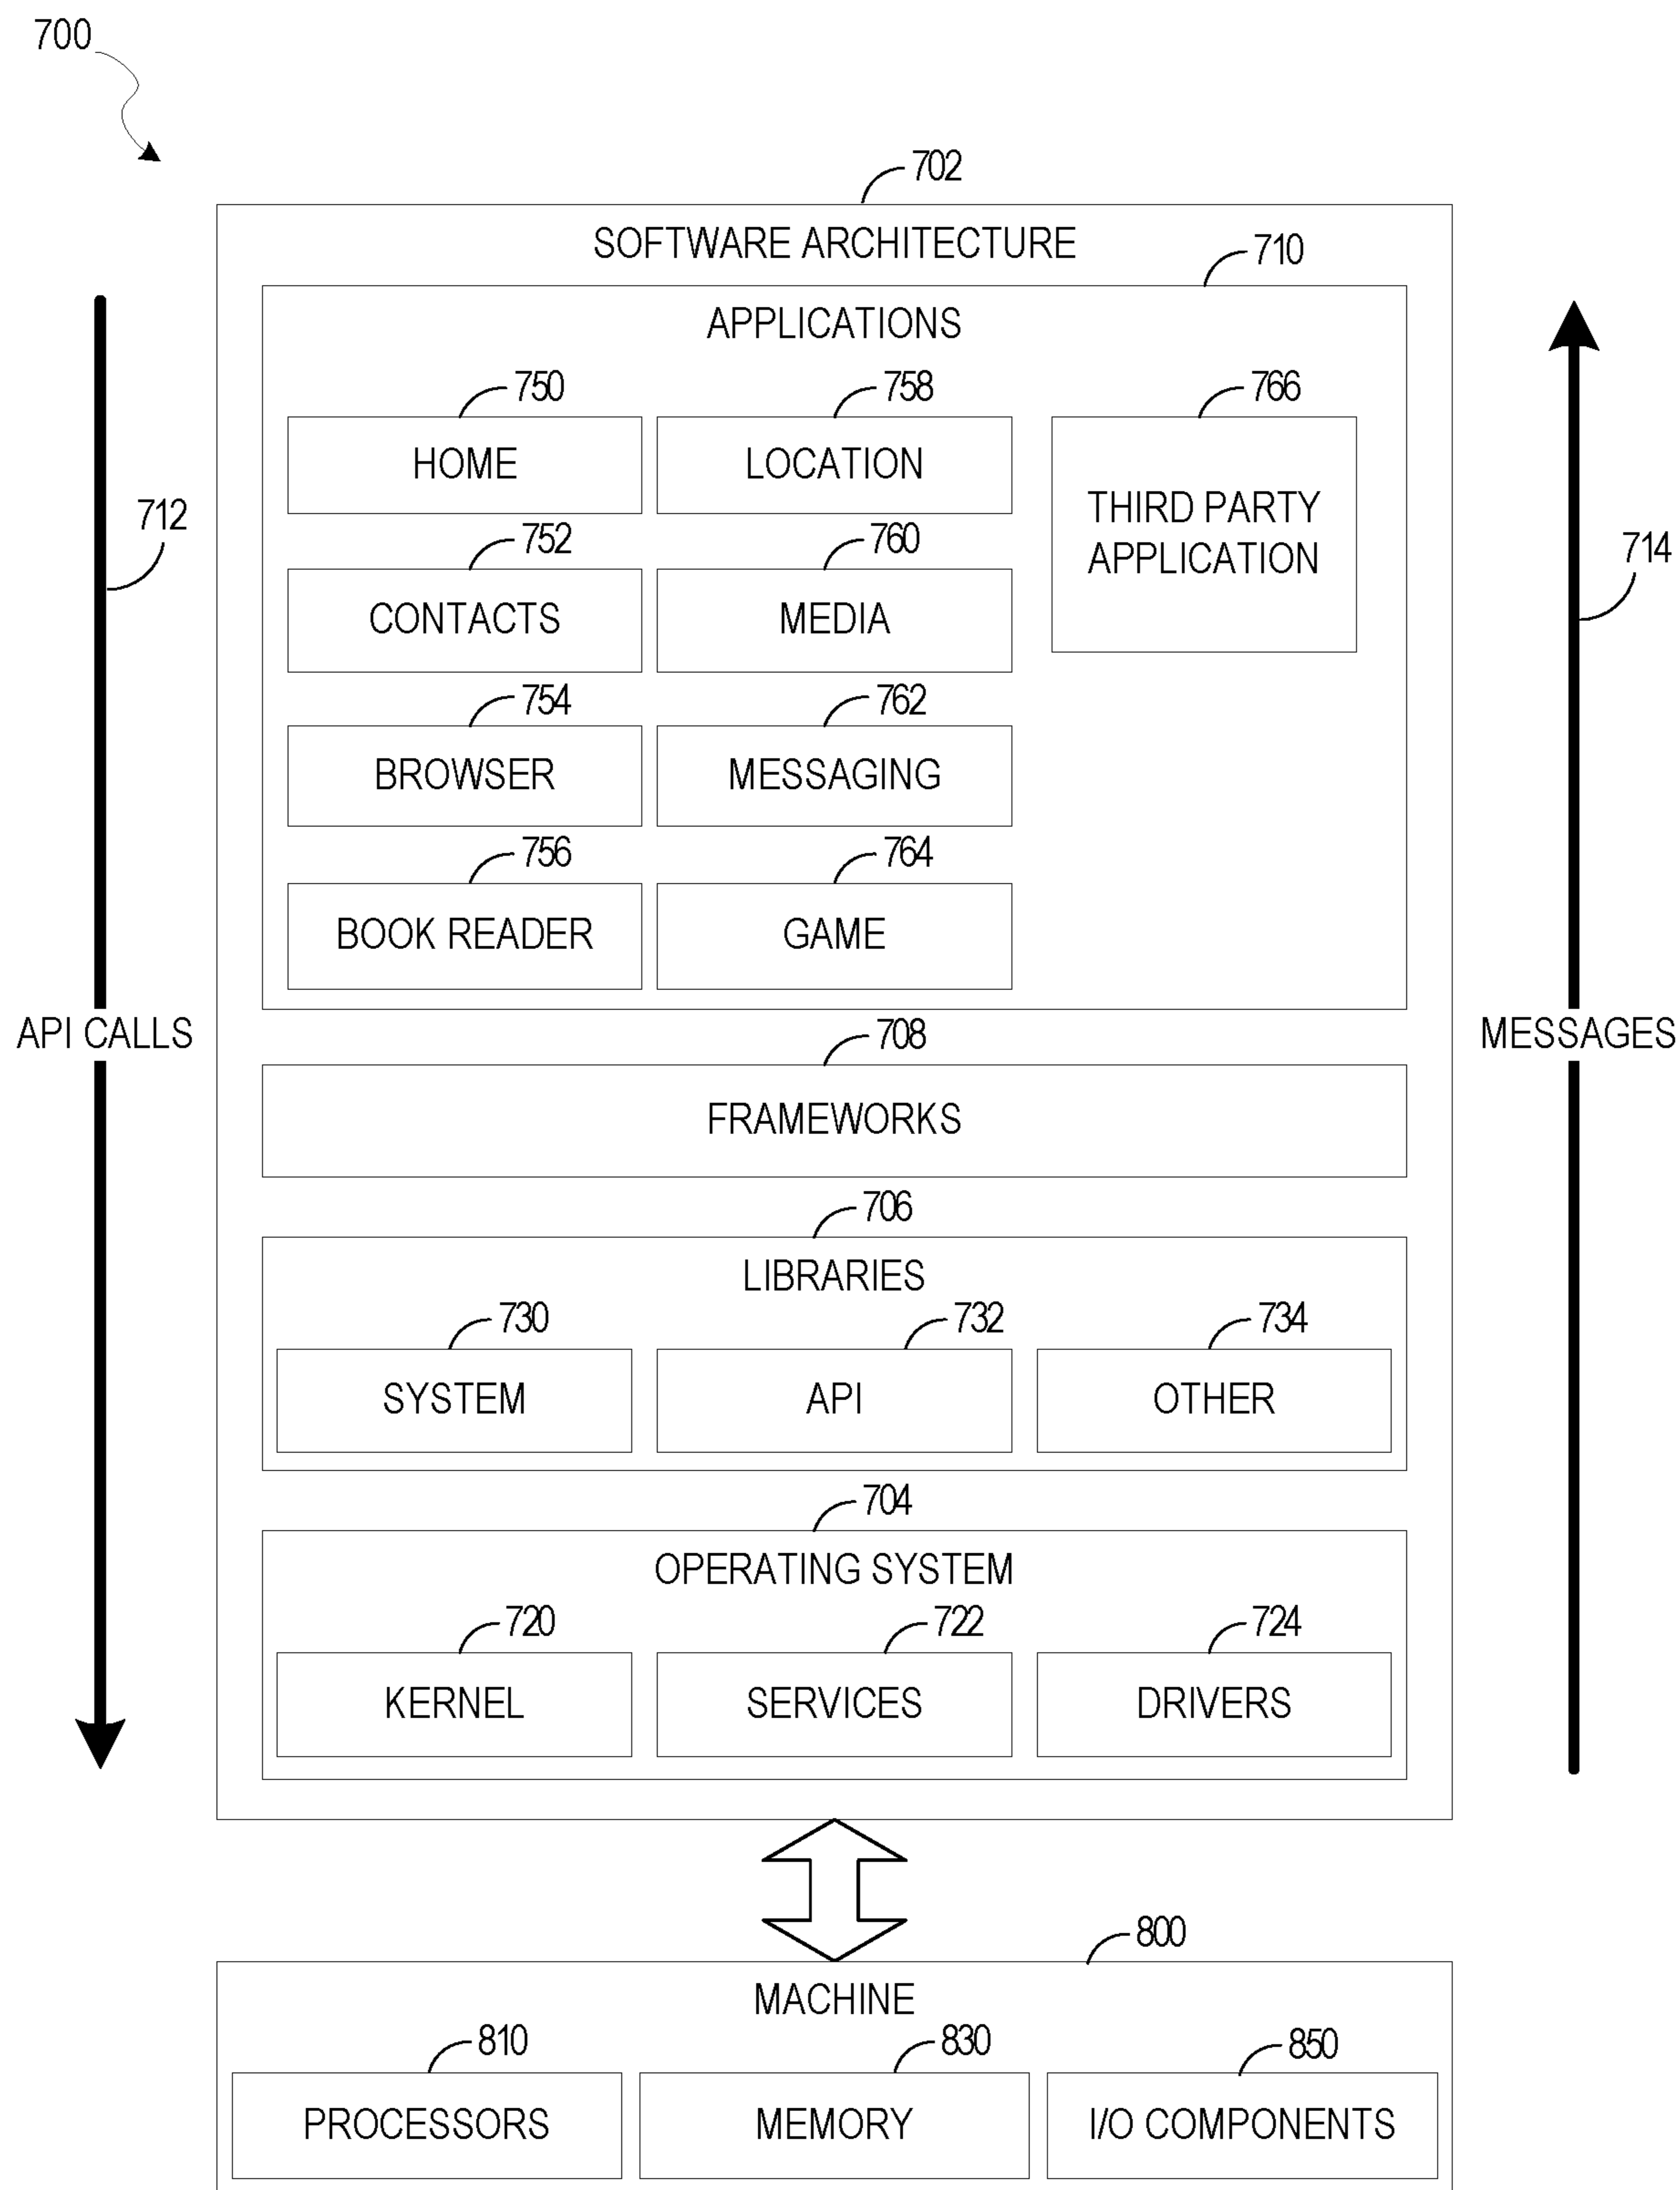 700
702
SOFTWARE ARCHITECTURE
710
APPLICATIONS
750
758
766
HOME
LOCATION
THIRD PARTY
APPLICATION
712
752
760
714
CONTACTS
MEDIA
754
762
BROWSER
MESSAGING
756
764
BOOK READER
GAME
API CALLS
MESSAGES
708
FRAMEWORKS
706
LIBRARIES
730
732
734
SYSTEM
API
OTHER
704
OPERATING SYSTEM
720
722
724
KERNEL
SERVICES
DRIVERS
800
MACHINE
810
830
850
PROCESSORS
MEMORY
I/O COMPONENTS